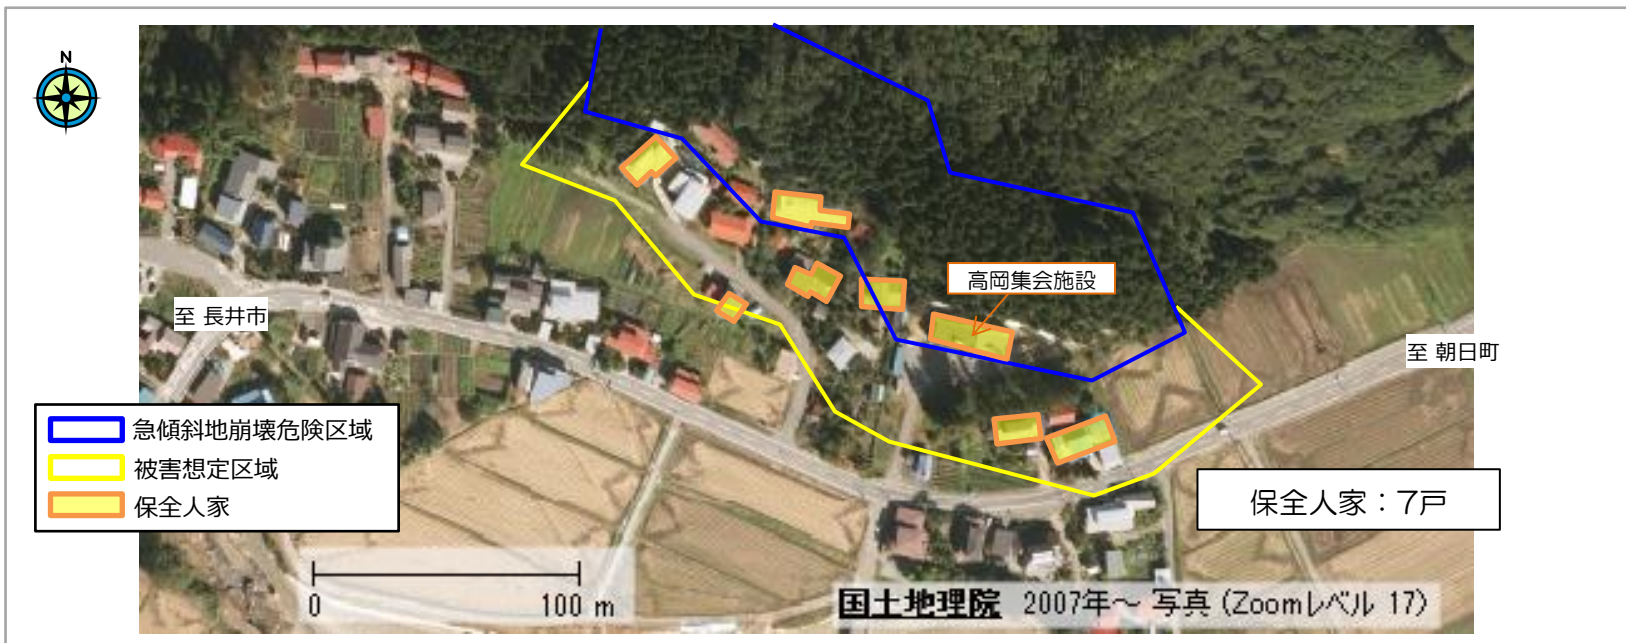 N
高岡集会施設
至 長井市
至 朝日町
急傾斜地崩壊危険区域
被害想定区域
保全人家
保全人家：7戸
0 100 m
国土地理院 2007年～ 写真 (Zoomレベル 17)